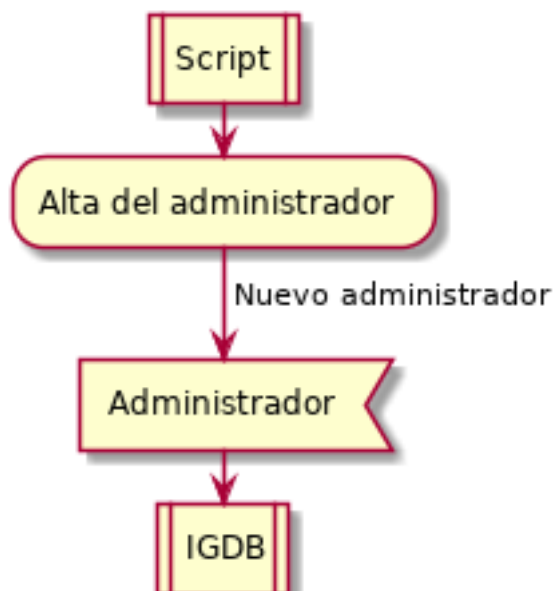 Script
Alta del administrador
Nuevo administrador
Administrador
IGDB